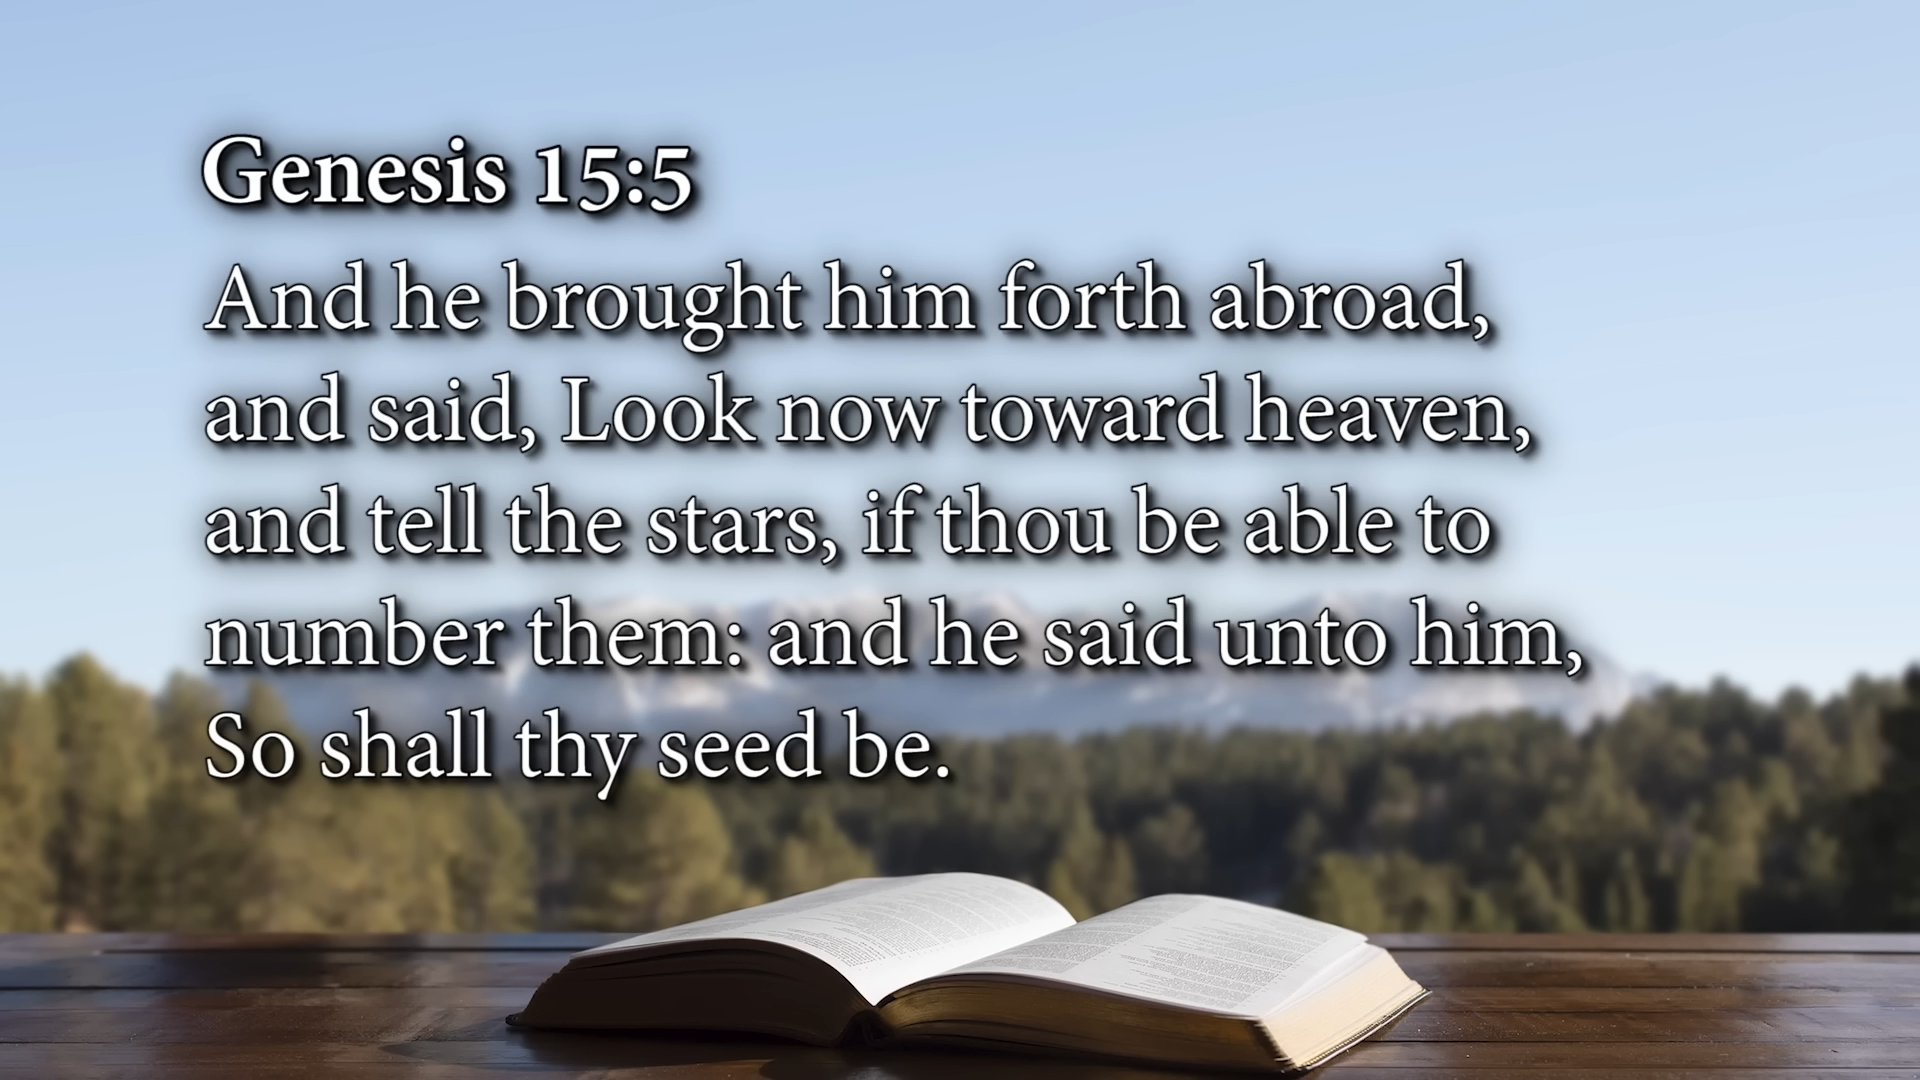 Genesis 15:5
And he brought him forth abroad,
and said, Look now toward heaven,
and tell the stars, if thou be able to
number them: and he said unto him,
So shall thy seed be.